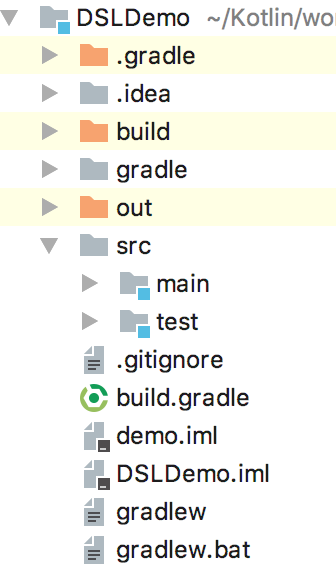 DSLDemo ~/Kotlin/wor
.gradle
.idea
build
gradle
out
src
main
test
.gitignore
build.gradle
demo.iml
DSLDemo.iml
gradlew
gradlew.bat